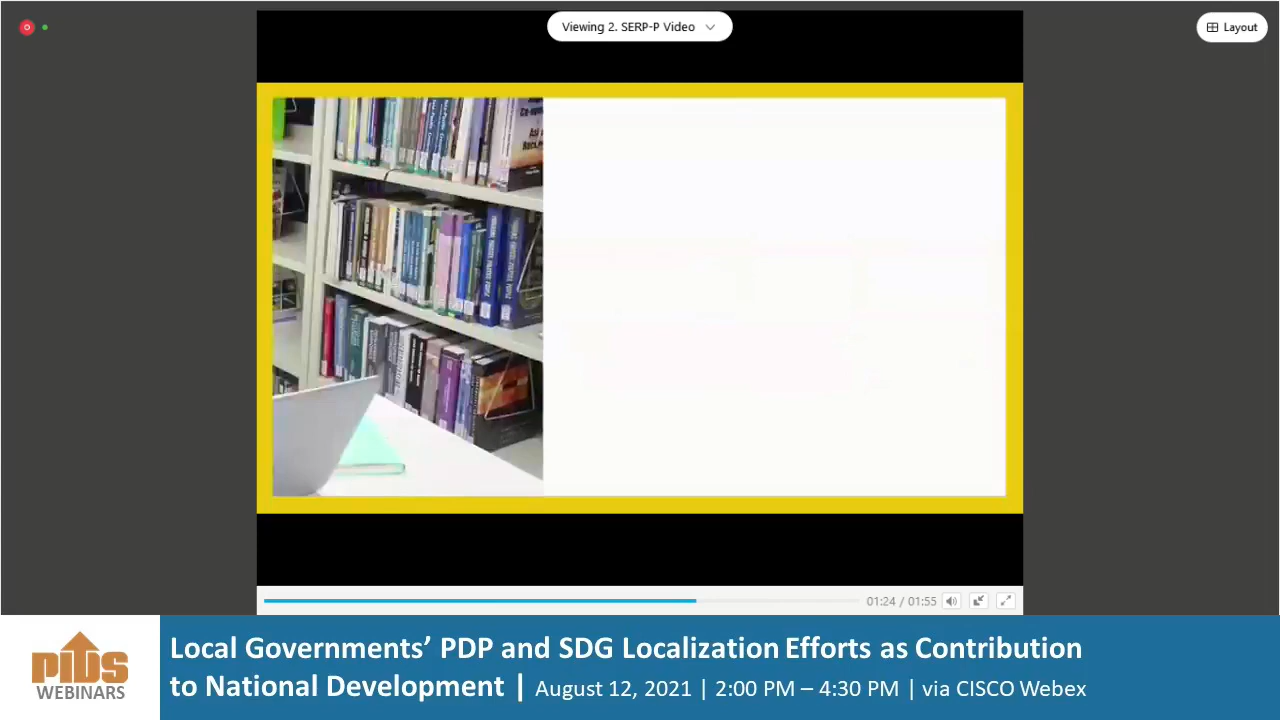 Viewing 2. SERP-P Video
Layout
01:24 / 01:55
PIDS
WEBINARS
Local Governments' PDP and SDG Localization Efforts as Contribution
to National Development | August 12, 2021 | 2:00 PM – 4:30 PM | via CISCO Webex